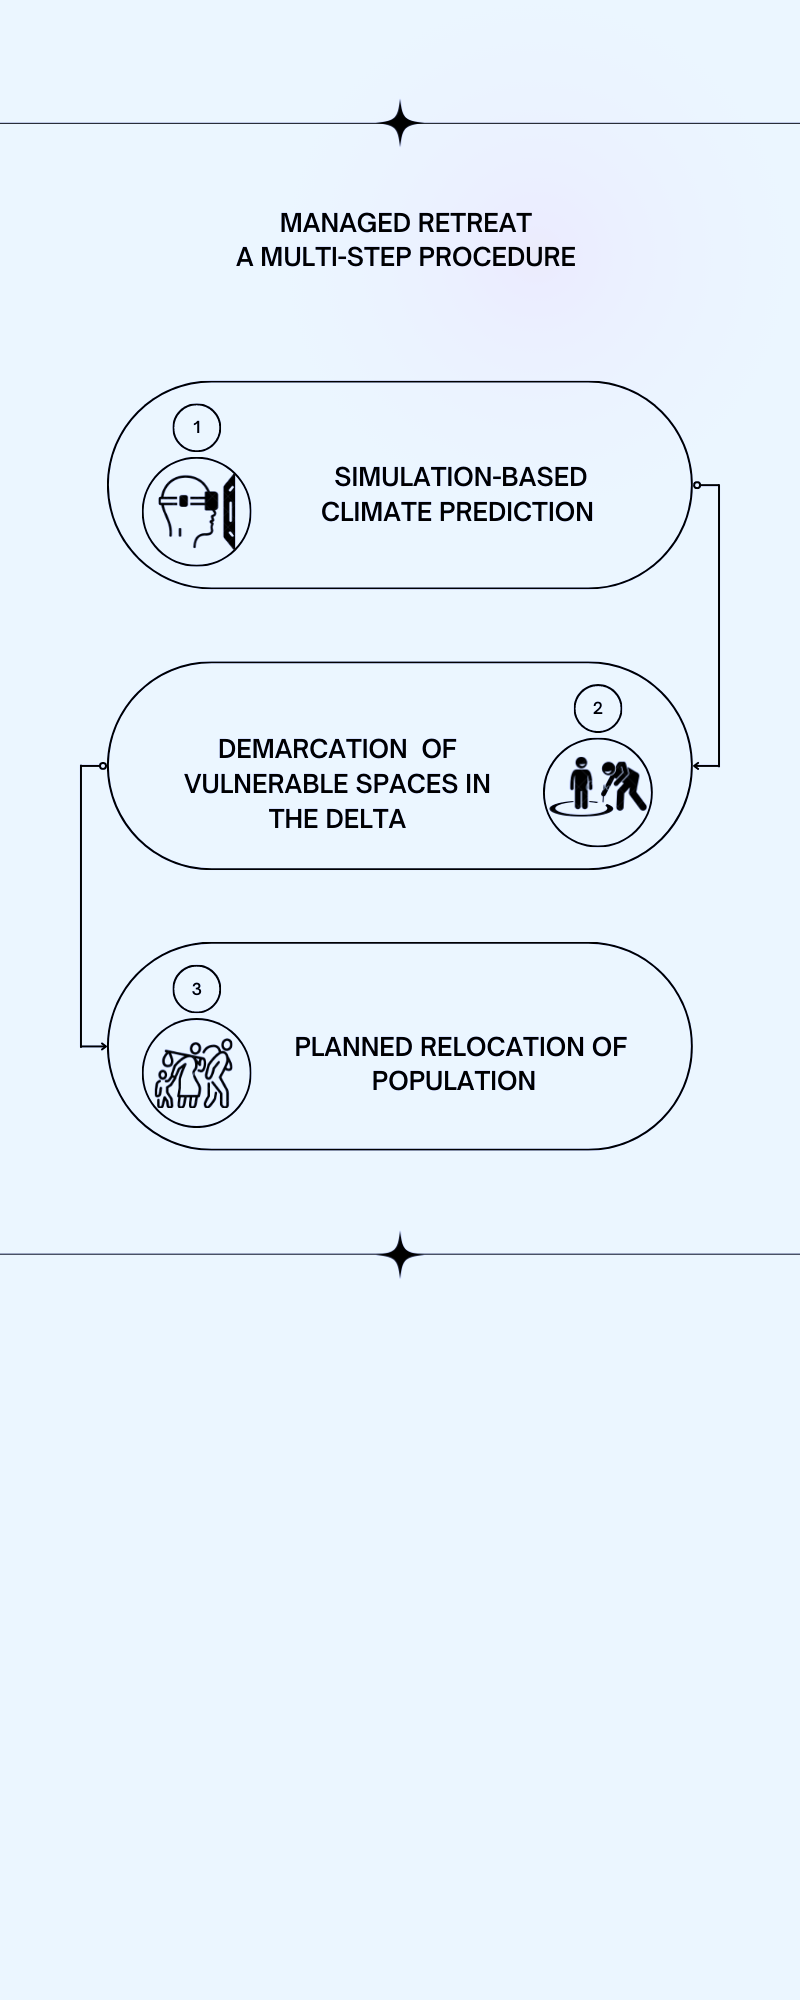 MANAGED RETREAT
A MULTI-STEP PROCEDURE
1
SIMULATION-BASED
CLIMATE PREDICTION
2
DEMARCATION  OF
VULNERABLE SPACES IN
THE DELTA
3
PLANNED RELOCATION OF
POPULATION